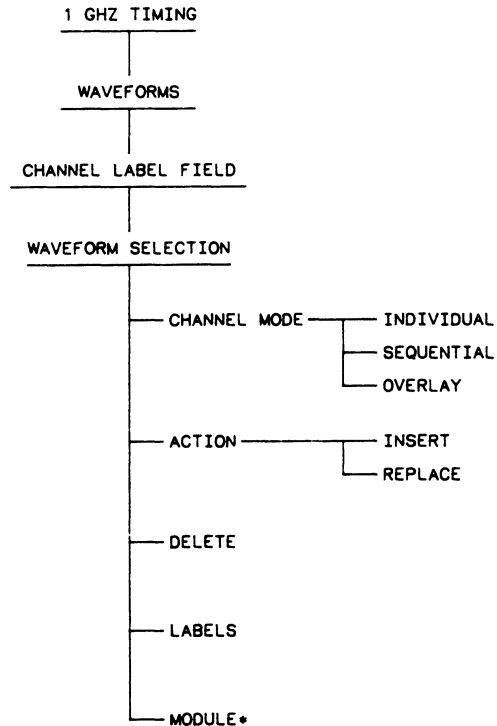 1 GHZ TIMING
WAVEFORMS
CHANNEL LABEL FIELD
WAVEFORM SELECTION
CHANNEL MODE
INDIVIDUAL
SEQUENTIAL
OVERLAY
ACTION
INSERT
REPLACE
DELETE
LABELS
MODULE*